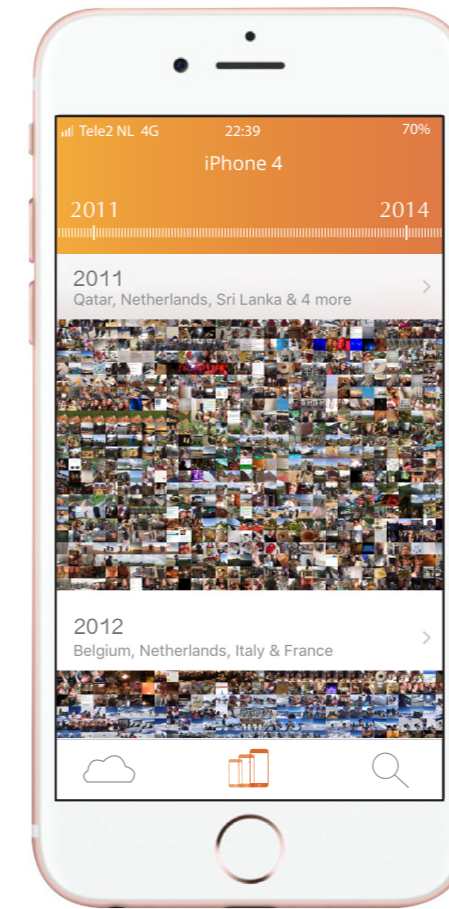 Tele2 NL 4G 22:39 70%
iPhone 4
2011 2014
2011
Qatar, Netherlands, Sri Lanka & 4 more
2012
Belgium, Netherlands, Italy & France